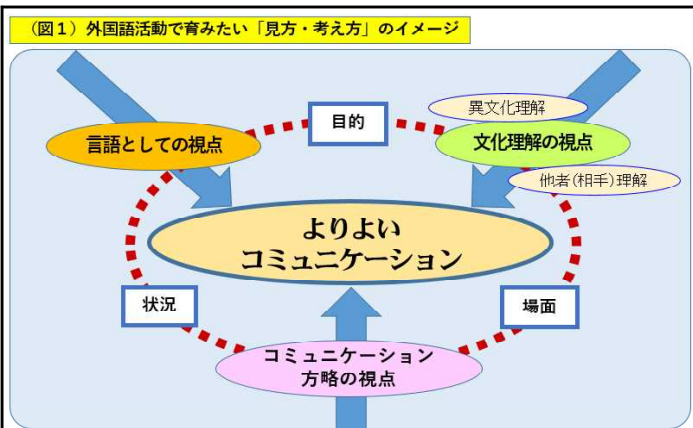 （図１）外国語活動で育みたい「見方・考え方」のイメージ
目的
異文化理解
言語としての視点
文化理解の視点
他者(相手)理解
よりよい
コミュニケーション
状況
場面
コミュニケーション
方略の視点